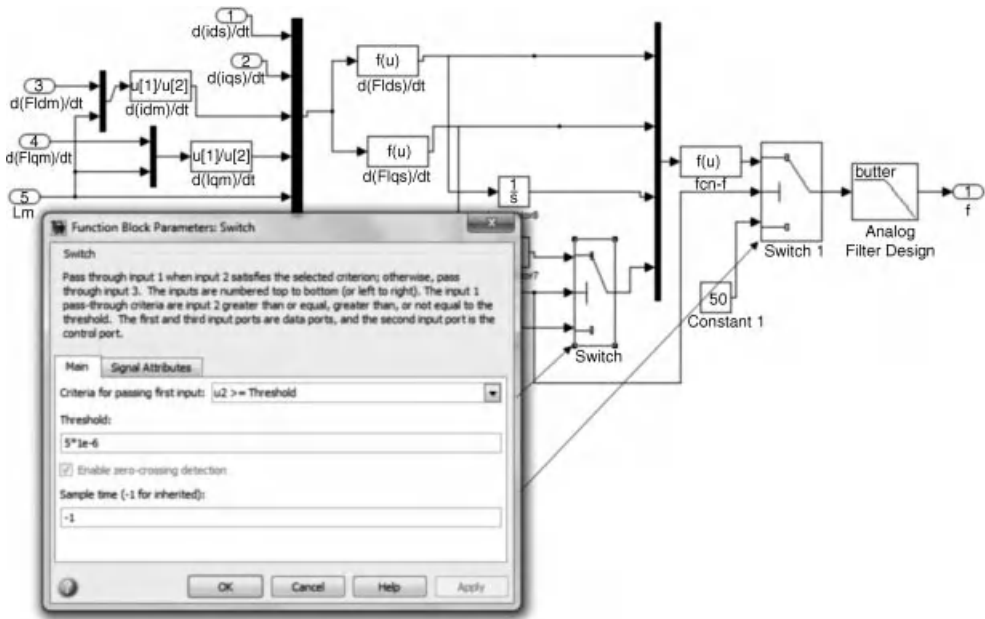 1
d(ids)/dt
2
d(iqs)/dt
3
d(Fldm)/dt
u[1]/u[2]
d(idm)/dt
4
d(Flqm)/dt
u[1]/u[2]
d(Iqm)/dt
5
Lm
f(u)
d(Flds)/dt
f(u)
d(Flqs)/dt
1
s
f(u)
fcn-f
Switch 1
butter
Analog
Filter Design
1
f
50
Constant 1
Switch
Function Block Parameters: Switch
Switch
Pass through input 1 when input 2 satisfies the selected criterion; otherwise, pass
through input 3. The inputs are numbered top to bottom (or left to right). The input 1
pass-through criteria are input 2 greater than or equal, greater than, or not equal to the
threshold. The first and third input ports are data ports, and the second input port is the
control port.
Main
Signal Attributes
Criteria for passing first input: u2 >= Threshold
Threshold:
5*1e-6
Enable zero-crossing detection
Sample time (-1 for inherited):
-1
OK
Cancel
Help
Apply